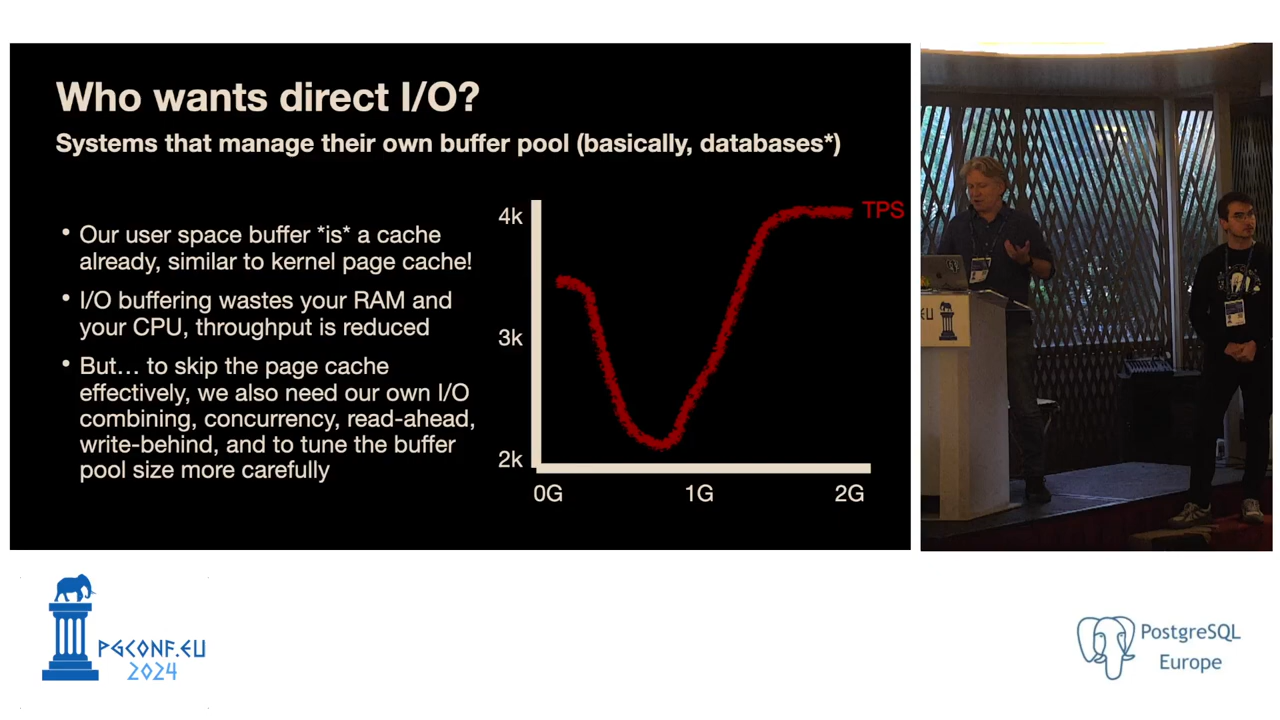 Who wants direct I/O?
Systems that manage their own buffer pool (basically, databases*)
• Our user space buffer *is* a cache
already, similar to kernel page cache!
• I/O buffering wastes your RAM and
your CPU, throughput is reduced
• But… to skip the page cache
effectively, we also need our own I/O
combining, concurrency, read-ahead,
write-behind, and to tune the buffer
pool size more carefully
4k
3k
2k
0G 1G 2G
TPS
.EU
PGCONF.EU
2024
PostgreSQL
Europe